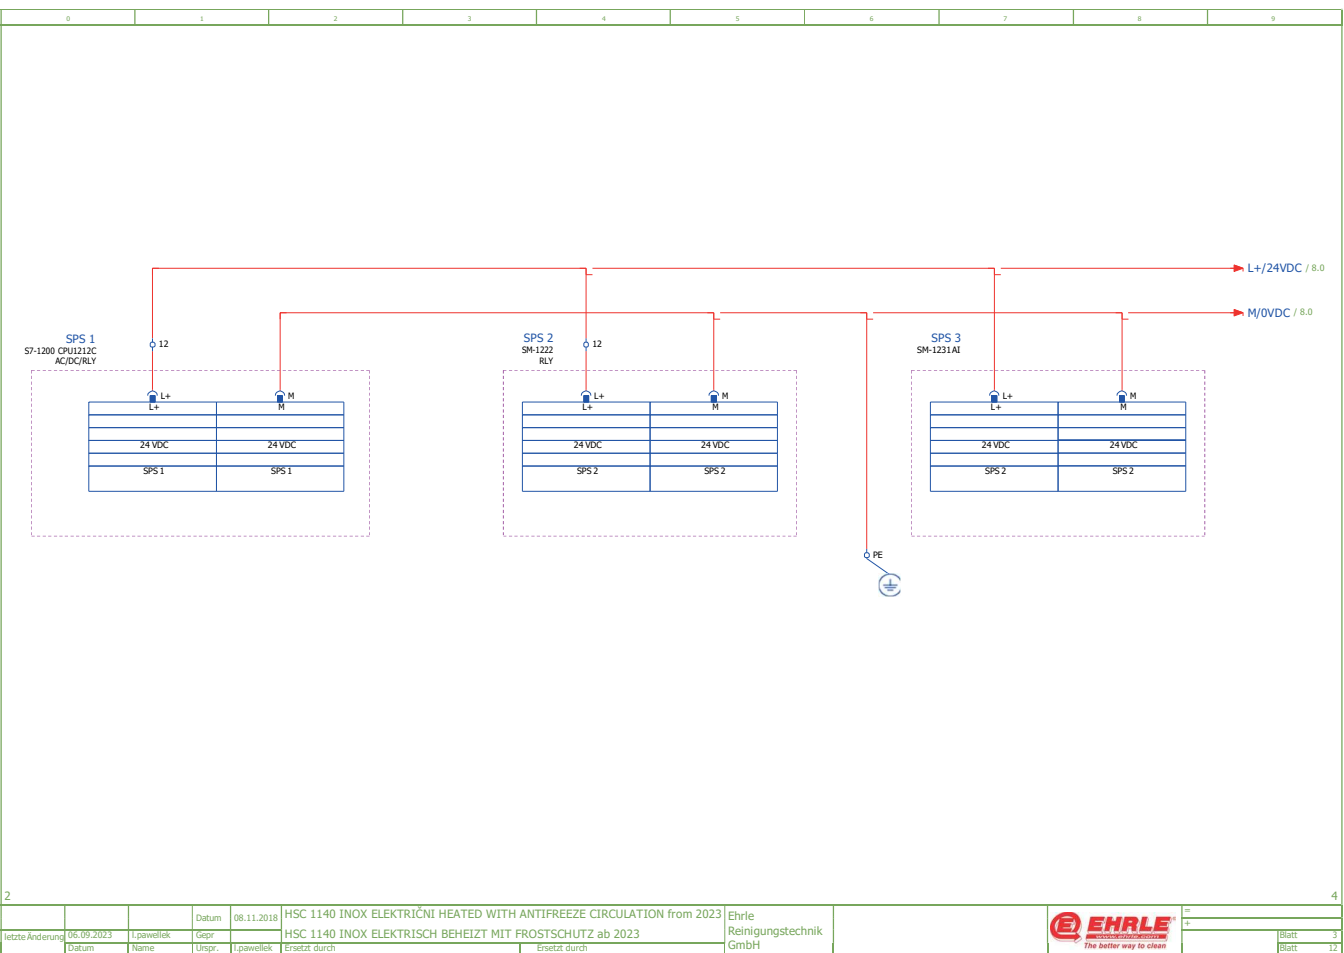 0 1 2 3 4 5 6 7 8 9
L+/24VDC / 8.0
M/0VDC / 8.0
SPS 1
S7-1200 CPU1212C
AC/DC/RLY
12
SPS 2
SM-1222
RLY
12
SPS 3
SM-1231AI
L+ M L+ M L+ M
L+ M L+ M L+ M
24 VDC 24 VDC 24 VDC 24 VDC 24 VDC 24 VDC
SPS 1 SPS 1 SPS 2 SPS 2 SPS 2 SPS 2
PE
2 4
Datum 08.11.2018 HSC 1140 INOX ELEKTRIČNI HEATED WITH ANTIFREEZE CIRCULATION from 2023
letzte Änderung 06.09.2023 I.pawellek Gepr HSC 1140 INOX ELEKTRISCH BEHEIZT MIT FROSTSCHUTZ ab 2023
Datum Name Urspr. I.pawellek Ersetzt durch Ersetzt durch
Ehrle
Reinigungstechnik
GmbH
E EHRLE®
www.ehrle.com
The better way to clean
=
+
Blatt 3
Blatt 12